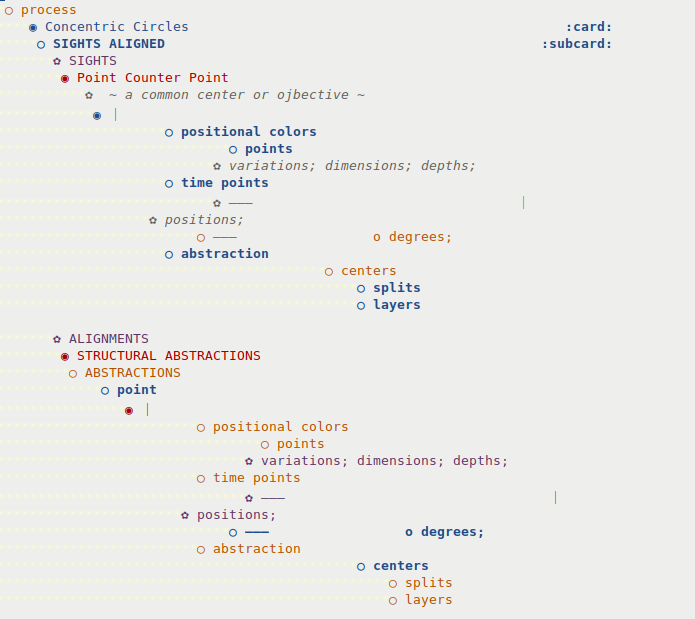 ○ process
◉ Concentric Circles :card:
○ SIGHTS ALIGNED :subcard:
✿ SIGHTS
◉ Point Counter Point
✿ ~ a common center or ojbective ~
◉ |
○ positional colors
○ points
✿ variations; dimensions; depths;
○ time points
✿ ——— |
✿ positions;
○ ——— o degrees;
○ abstraction
○ centers
○ splits
○ layers
✿ ALIGNMENTS
◉ STRUCTURAL ABSTRACTIONS
○ ABSTRACTIONS
○ point
◉ |
○ positional colors
○ points
✿ variations; dimensions; depths;
○ time points
✿ ——— |
✿ positions;
○ ——— o degrees;
○ abstraction
○ centers
○ splits
○ layers